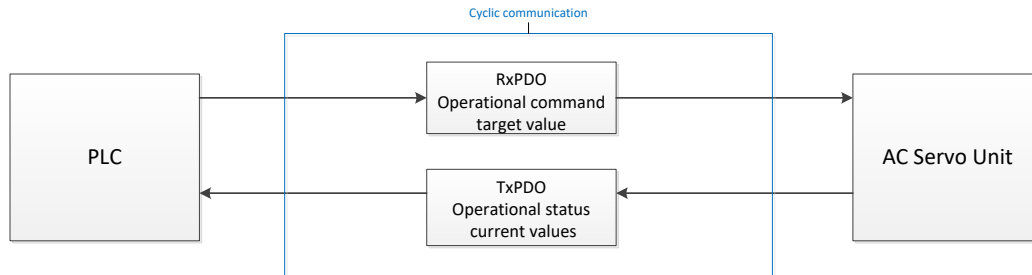 Cyclic communication
PLC
RxPDO
Operational command
target value
TxPDO
Operational status
current values
AC Servo Unit